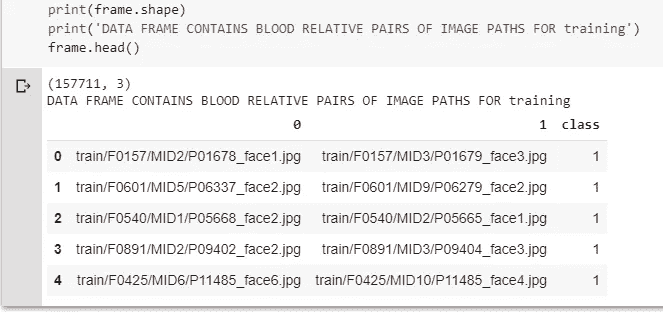 print(frame.shape)
print('DATA FRAME CONTAINS BLOOD RELATIVE PAIRS OF IMAGE PATHS FOR training')
frame.head()
(157711, 3)
DATA FRAME CONTAINS BLOOD RELATIVE PAIRS OF IMAGE PATHS FOR training
0 1 class
0 train/F0157/MID2/P01678_face1.jpg train/F0157/MID3/P01679_face3.jpg 1
1 train/F0601/MID5/P06337_face2.jpg train/F0601/MID9/P06279_face2.jpg 1
2 train/F0540/MID1/P05668_face2.jpg train/F0540/MID2/P05665_face1.jpg 1
3 train/F0891/MID2/P09402_face2.jpg train/F0891/MID3/P09404_face3.jpg 1
4 train/F0425/MID6/P11485_face6.jpg train/F0425/MID10/P11485_face4.jpg 1